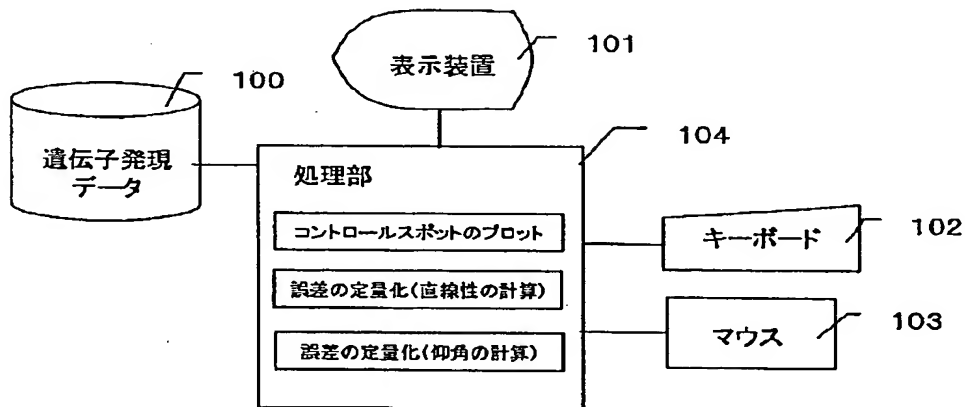 101
表示装置
100
遺伝子発現
データ
104
処理部
コントロールスポットのプロット
キーボード
102
誤差の定量化(直線性の計算)
マウス
103
誤差の定量化(仰角の計算)